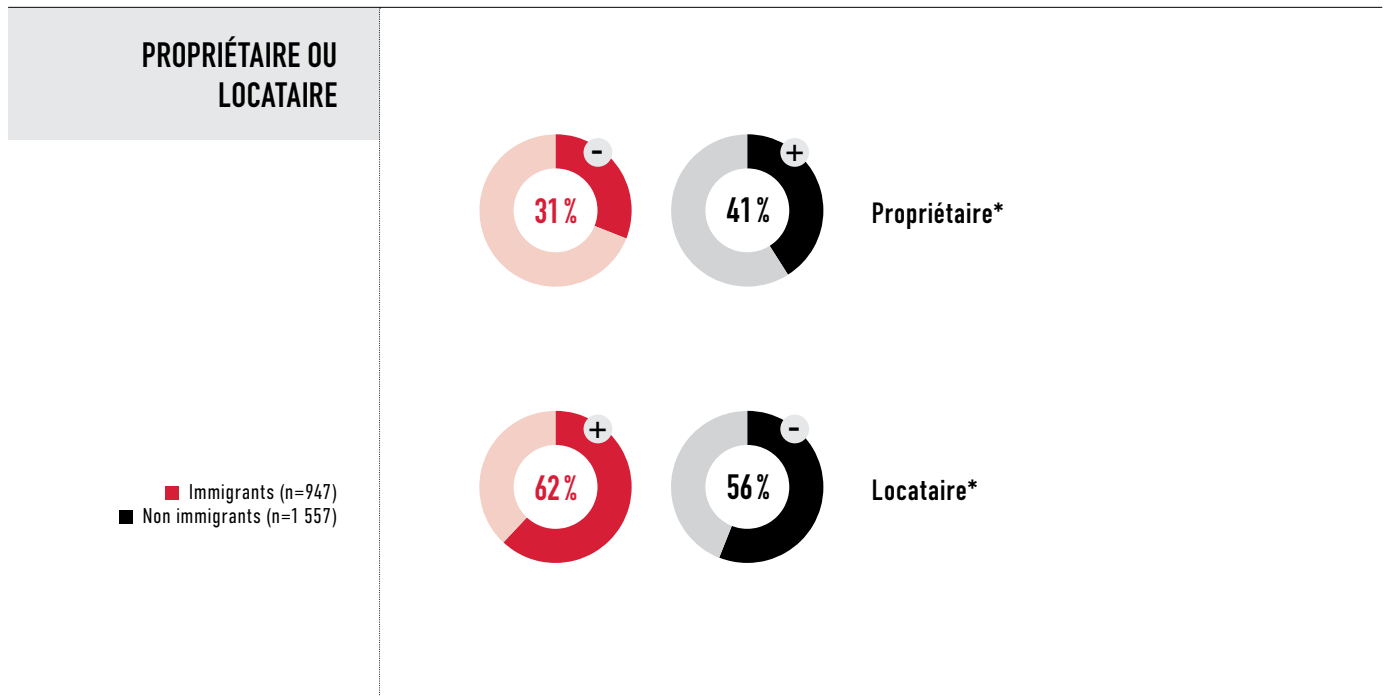 PROPRIÉTAIRE OU
LOCATAIRE
-
+
31 %
41 %
Propriétaire*
+
-
62 %
56 %
Locataire*
Immigrants (n=947)
Non immigrants (n=1 557)